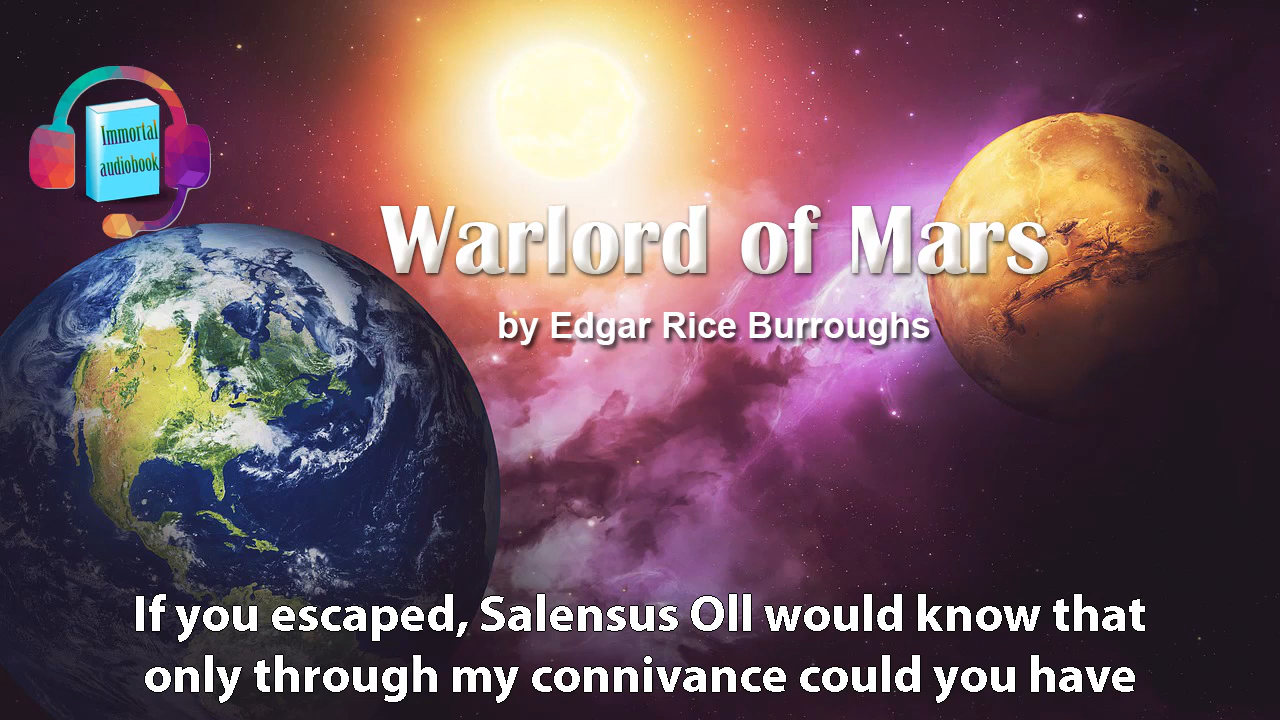 Immortal
audiobook
Warlord of Mars
by Edgar Rice Burroughs
If you escaped, Salensus Oll would know that
only through my connivance could you have